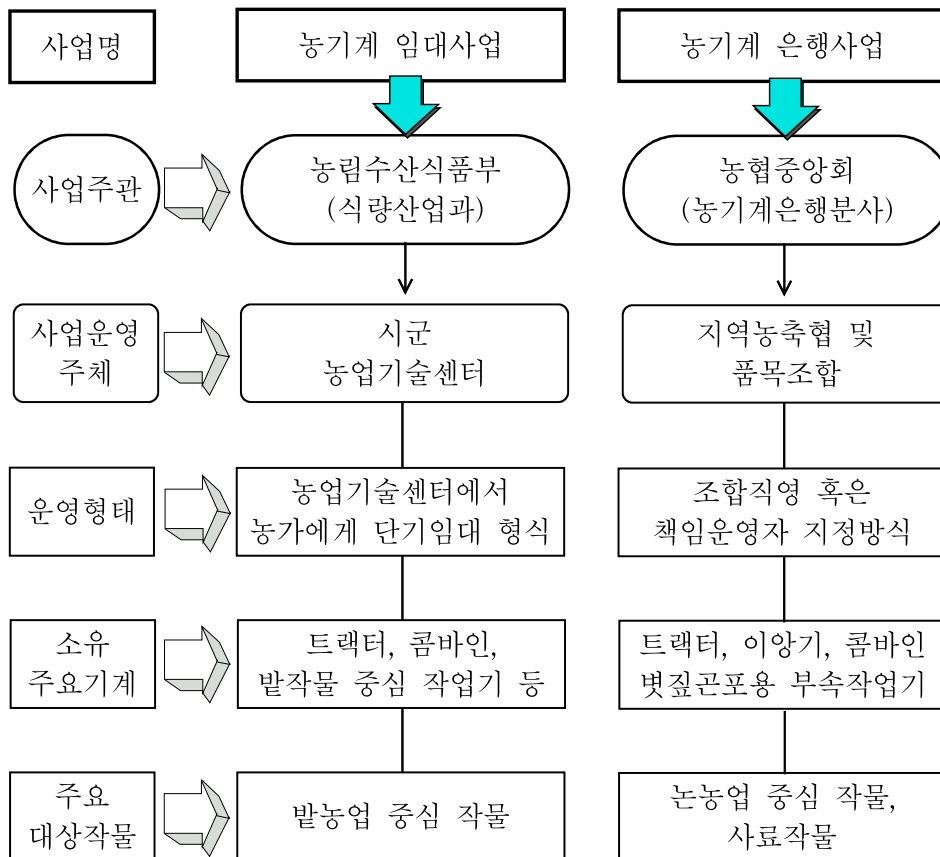 사업명
농기계 임대사업
농기계 은행사업
사업주관
농림수산식품부
(식량산업과)
농협중앙회
(농기계은행분사)
사업운영
주체
시군
농업기술센터
지역농축협 및
품목조합
운영형태
농업기술센터에서
농가에게 단기임대 형식
조합직영 혹은
책임운영자 지정방식
소유
주요기계
트랙터, 콤바인,
밭작물 중심 작업기 등
트랙터, 이앙기, 콤바인
볏짚곤포용 부속작업기
주요
대상작물
밭농업 중심 작물
논농업 중심 작물,
사료작물